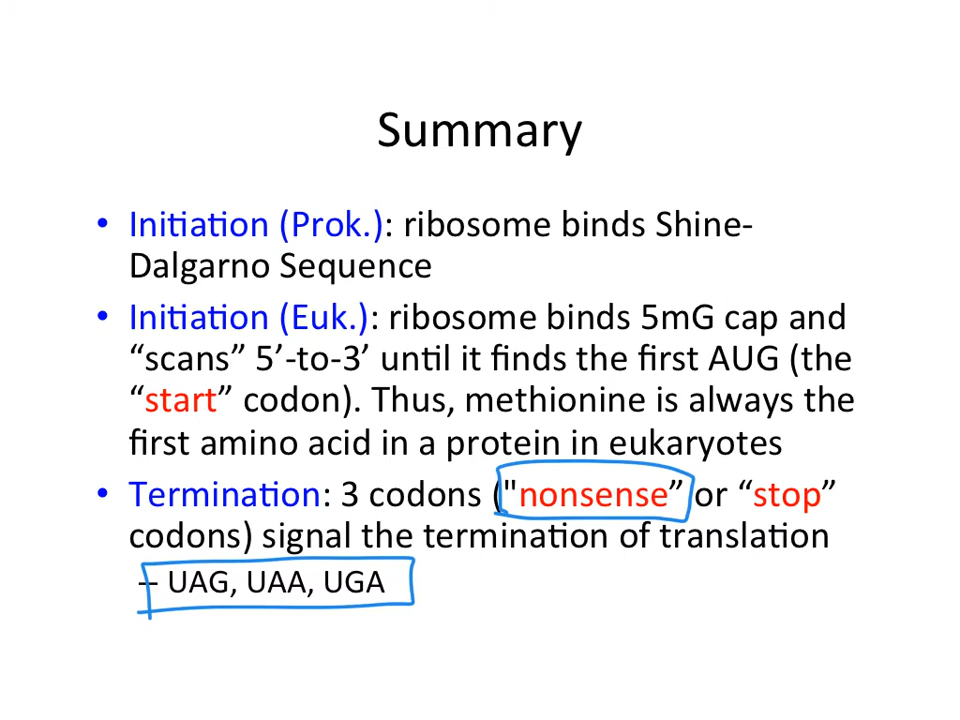 Summary
• Initiation (Prok.): ribosome binds Shine-
Dalgarno Sequence
• Initiation (Euk.): ribosome binds 5mG cap and
“scans” 5’-to-3’ until it finds the first AUG (the
“start” codon). Thus, methionine is always the
first amino acid in a protein in eukaryotes
• Termination: 3 codons ("nonsense” or “stop”
codons) signal the termination of translation
– UAG, UAA, UGA